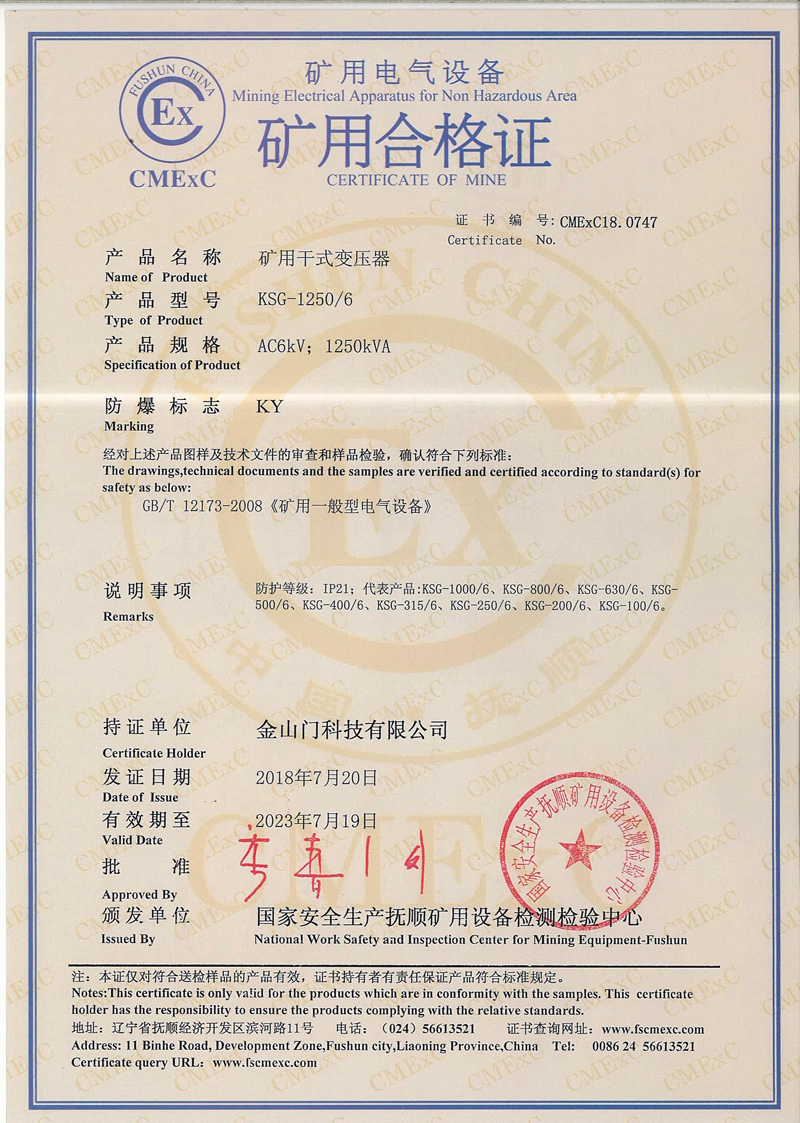 FUSHUN CHINA
Ex
CMExC
矿用电气设备
Mining Electrical Apparatus for Non Hazardous Area
矿用合格证
CERTIFICATE OF MINE
证书编号: CMExC18.0747
Certificate No.
产品名称 矿用干式变压器
Name of Product
产品型号 KSG-1250/6
Type of Product
产品规格 AC6kV；1250kVA
Specification of Product
防爆标志 KY
Marking
经对上述产品图样及技术文件的审查和样品检验，确认符合下列标准：
The drawings,technical documents and the samples are verified and certified according to standard(s) for
safety as below:
GB/T 12173-2008《矿用一般型电气设备》
说明事项 防护等级：IP21；代表产品:KSG-1000/6、KSG-800/6、KSG-630/6、KSG-
500/6、KSG-400/6、KSG-315/6、KSG-250/6、KSG-200/6、KSG-100/6。
Remarks
持证单位 金山门科技有限公司
Certificate Holder
发证日期 2018年7月20日
Date of Issue
有效期至 2023年7月19日
Valid Date
批准
Approved By
颁发单位 国家安全生产抚顺矿用设备检测检验中心
Issued By National Work Safety and Inspection Center for Mining Equipment-Fushun
国家安全生产抚顺矿用设备检测检验中心
注：本证仅对符合送检样品的产品有效，证书持有者有责任保证产品符合标准规定。
Notes:This certificate is only valid for the products which are in conformity with the samples. This certificate
holder has the responsibility to ensure the products complying with the relative standards.
地址：辽宁省抚顺经济开发区滨河路11号 电话：（024）56613521 证书查询网址：www.fscmexc.com
Address: 11 Binhe Road, Development Zone,Fushun city,Liaoning Province,China Tel: 0086 24 56613521
Certificate query URL：www.fscmexc.com